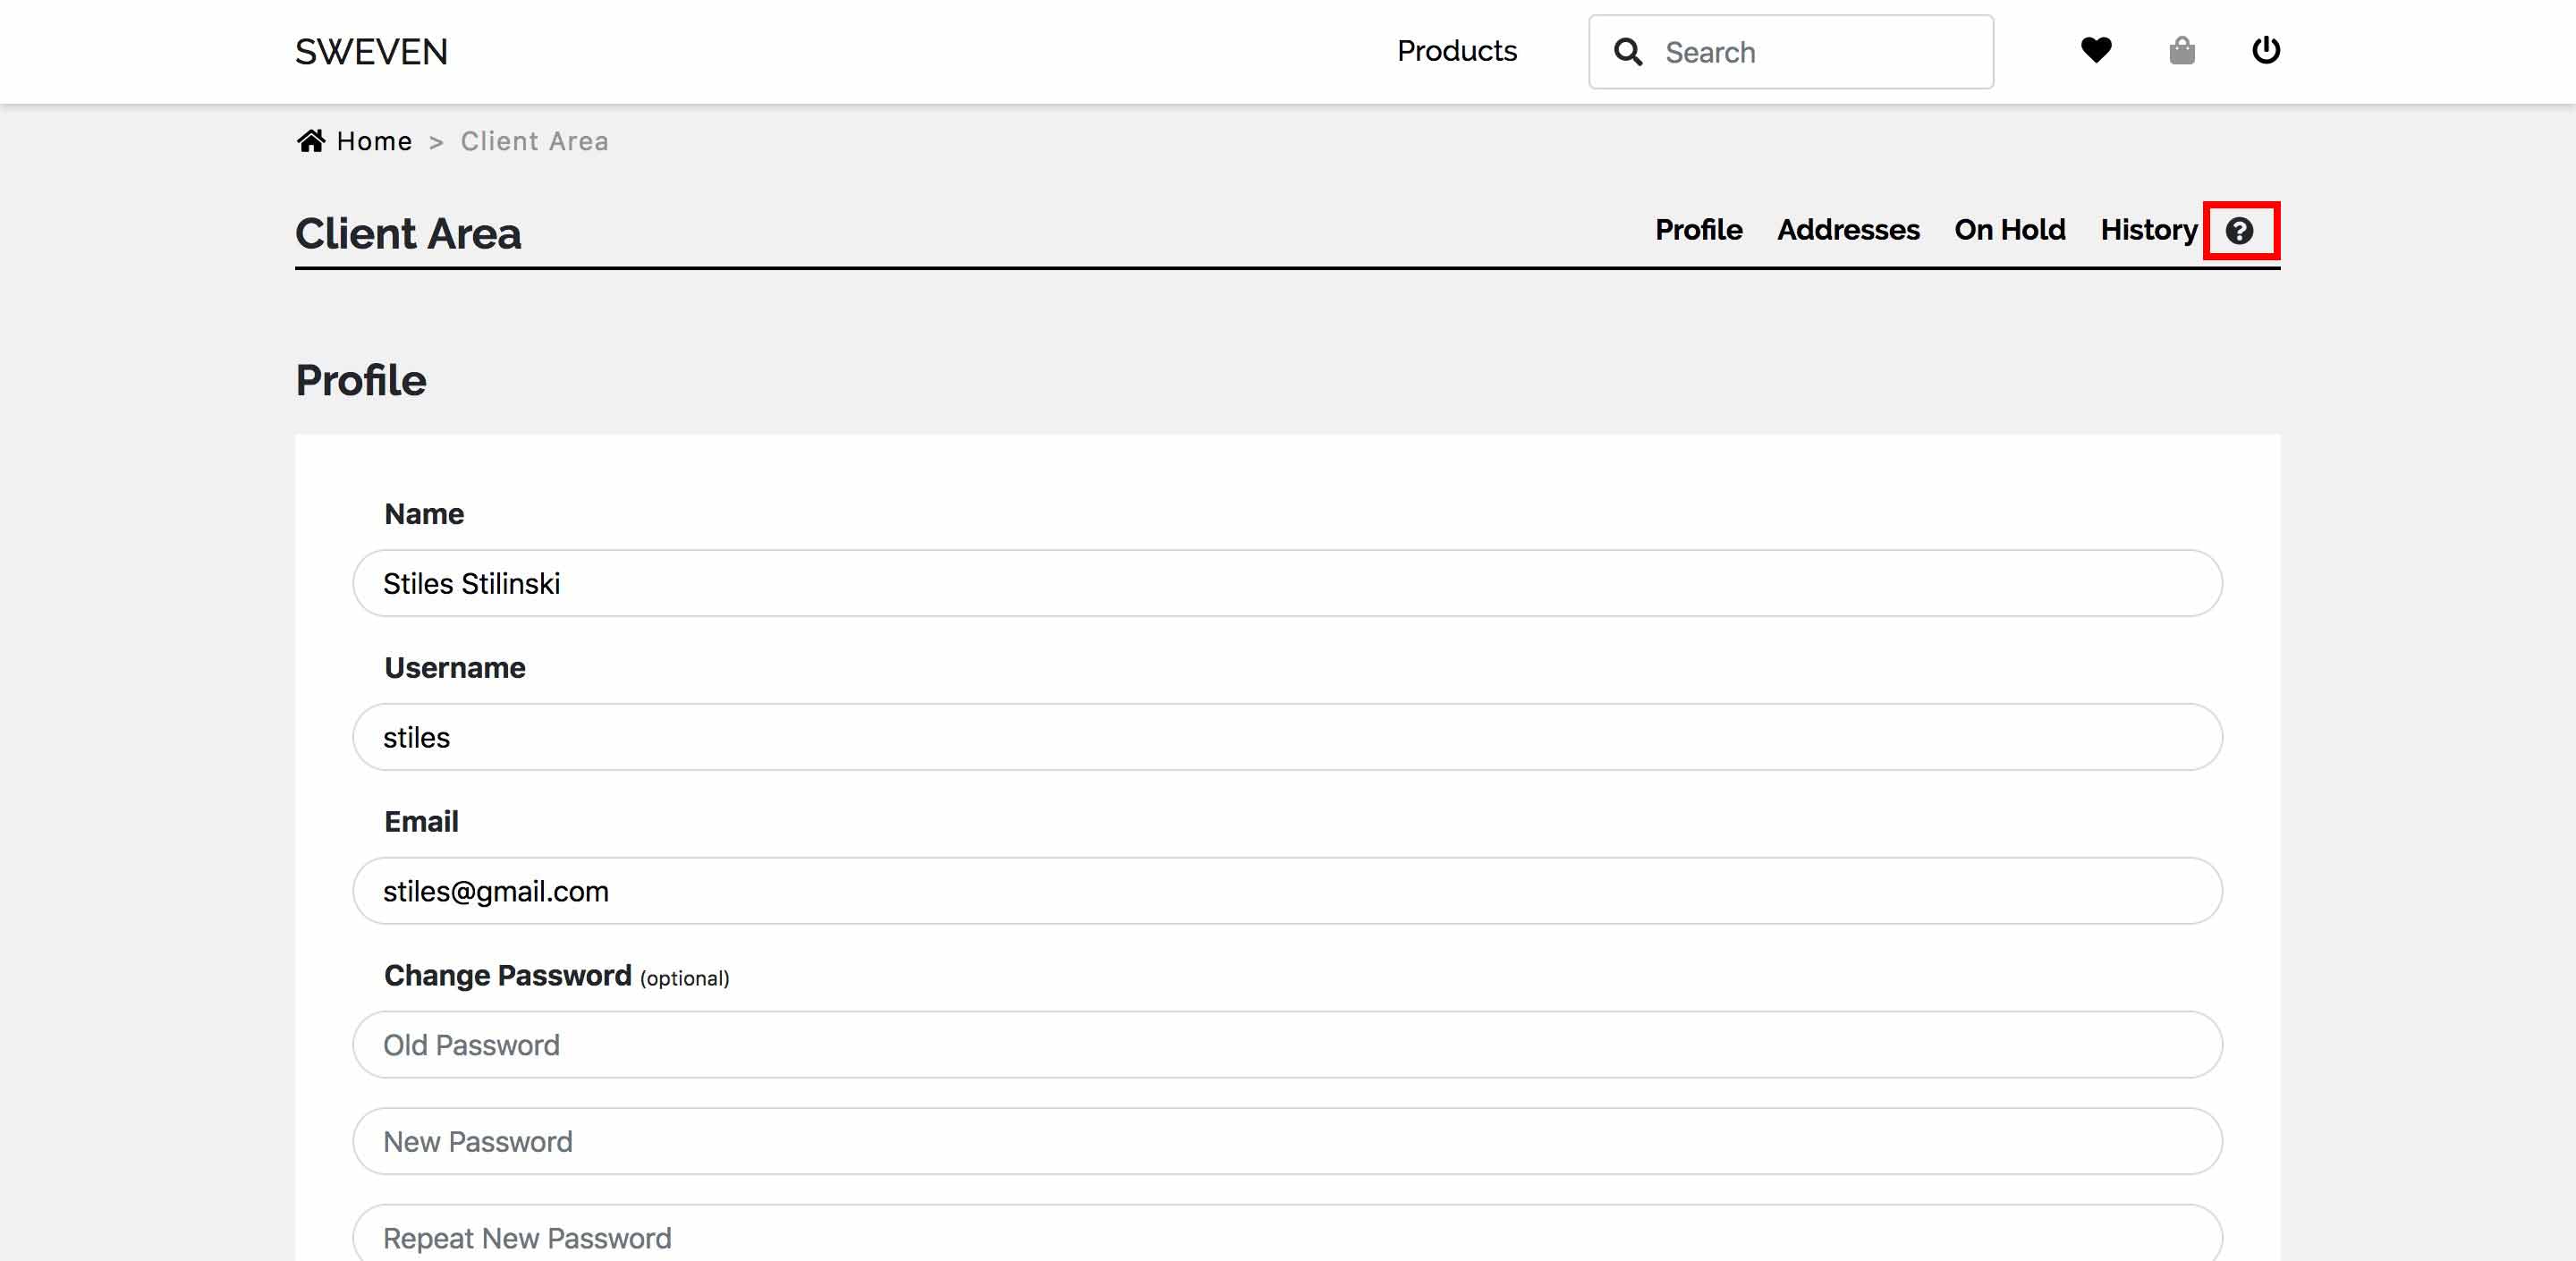 SWEVEN Products Search
Home > Client Area
Client Area Profile Addresses On Hold History ?
Profile
Name
Stiles Stilinski
Username
stiles
Email
stiles@gmail.com
Change Password (optional)
Old Password
New Password
Repeat New Password